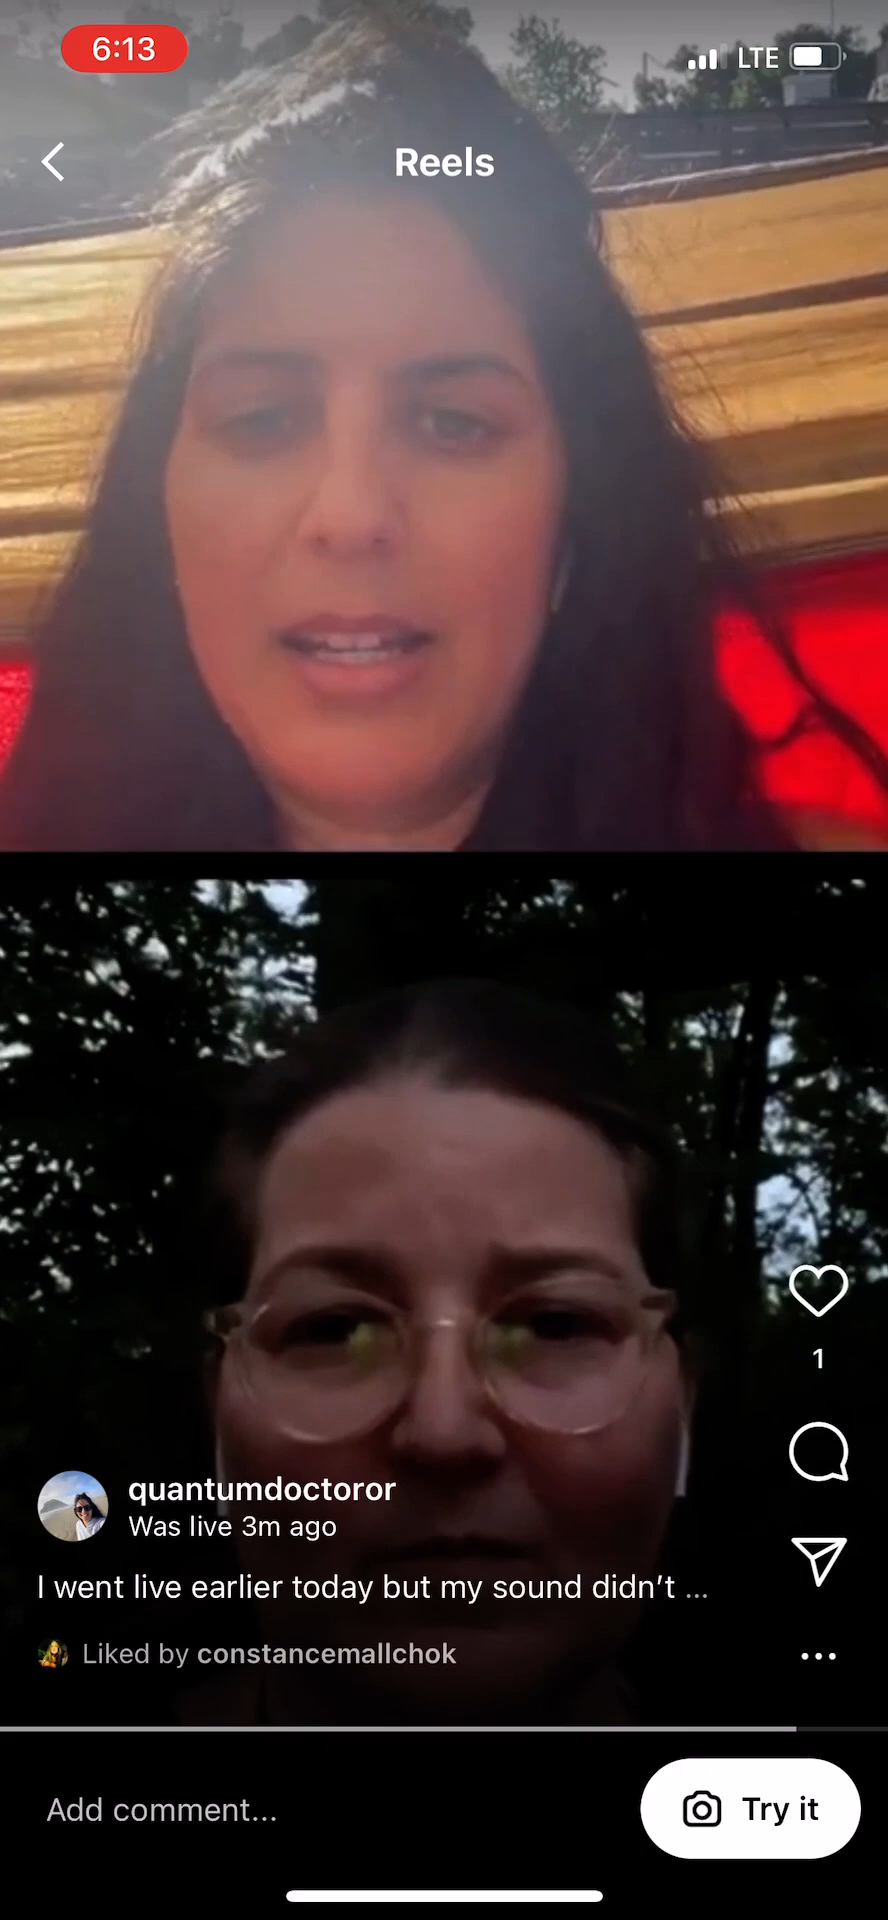 6:13
LTE
Reels
1
quantumdoctoror
Was live 3m ago
I went live earlier today but my sound didn’t ...
Liked by constancemallchok
Add comment...
Try it